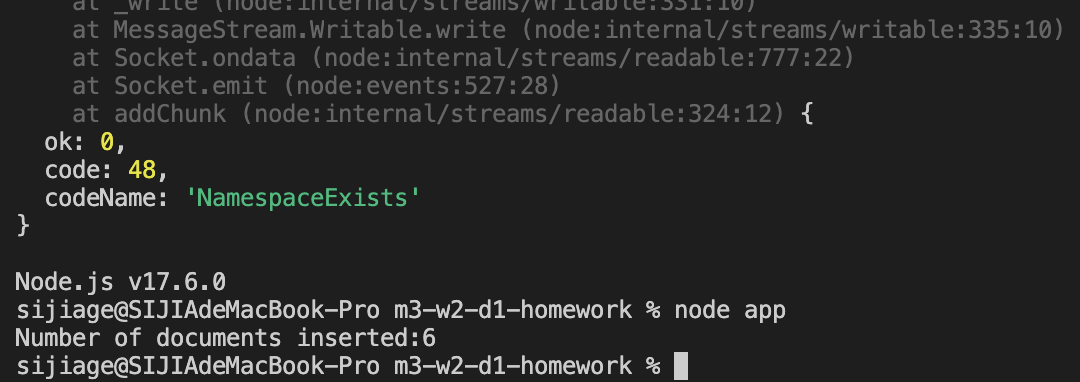 at _write (node:internal/streams/writable:331:10)
at MessageStream.Writable.write (node:internal/streams/writable:335:10)
at Socket.ondata (node:internal/streams/readable:777:22)
at Socket.emit (node:events:527:28)
at addChunk (node:internal/streams/readable:324:12) {
ok: 0,
code: 48,
codeName: 'NamespaceExists'
}
Node.js v17.6.0
sijiage@SIJIAdeMacBook-Pro m3-w2-d1-homework % node app
Number of documents inserted:6
sijiage@SIJIAdeMacBook-Pro m3-w2-d1-homework %